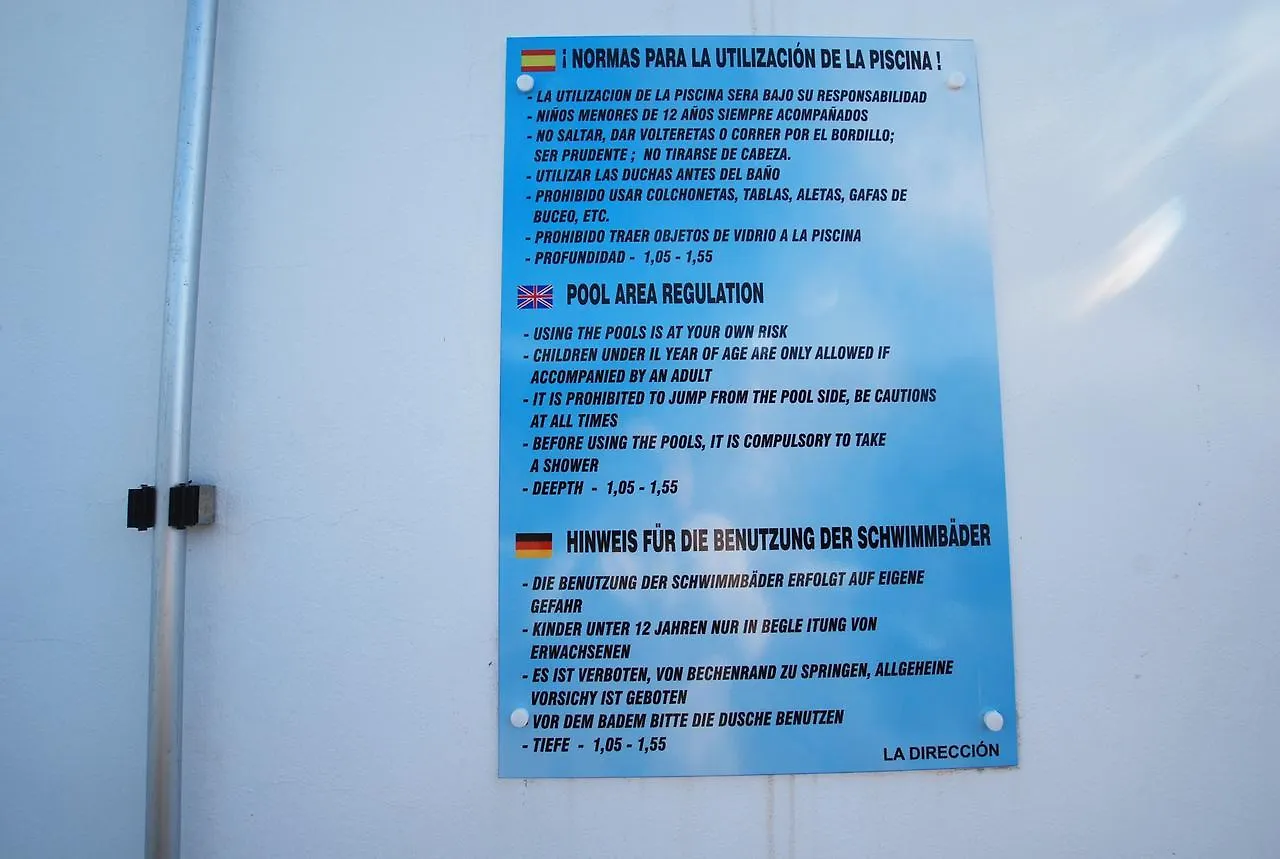 ¡ NORMAS PARA LA UTILIZACIÓN DE LA PISCINA !
- LA UTILIZACION DE LA PISCINA SERA BAJO SU RESPONSABILIDAD
- NIÑOS MENORES DE 12 AÑOS SIEMPRE ACOMPAÑADOS
- NO SALTAR, DAR VOLTERETAS O CORRER POR EL BORDILLO;
SER PRUDENTE ; NO TIRARSE DE CABEZA.
- UTILIZAR LAS DUCHAS ANTES DEL BAÑO
- PROHIBIDO USAR COLCHONETAS, TABLAS, ALETAS, GAFAS DE
BUCEO, ETC.
- PROHIBIDO TRAER OBJETOS DE VIDRIO A LA PISCINA
- PROFUNDIDAD - 1,05 - 1,55
POOL AREA REGULATION
- USING THE POOLS IS AT YOUR OWN RISK
- CHILDREN UNDER IL YEAR OF AGE ARE ONLY ALLOWED IF
ACCOMPANIED BY AN ADULT
- IT IS PROHIBITED TO JUMP FROM THE POOL SIDE, BE CAUTIONS
AT ALL TIMES
- BEFORE USING THE POOLS, IT IS COMPULSORY TO TAKE
A SHOWER
- DEEPTH - 1,05 - 1,55
HINWEIS FÜR DIE BENUTZUNG DER SCHWIMMBÄDER
- DIE BENUTZUNG DER SCHWIMMBÄDER ERFOLGT AUF EIGENE
GEFAHR
- KINDER UNTER 12 JAHREN NUR IN BEGLE ITUNG VON
ERWACHSENEN
- ES IST VERBOTEN, VON BECHENRAND ZU SPRINGEN, ALLGEHEINE
VORSICHY IST GEBOTEN
- VOR DEM BADEM BITTE DIE DUSCHE BENUTZEN
- TIEFE - 1,05 - 1,55
LA DIRECCIÓN